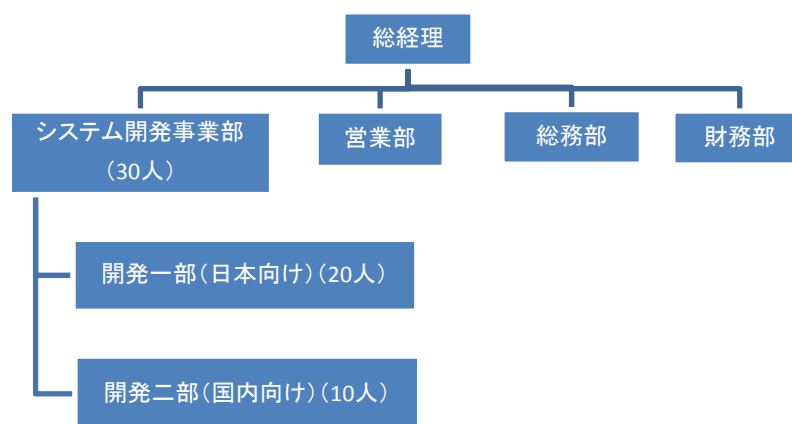 総経理
システム開発事業部
（30人）
営業部
総務部
財務部
開発一部（日本向け）（20人）
開発二部（国内向け）（10人）